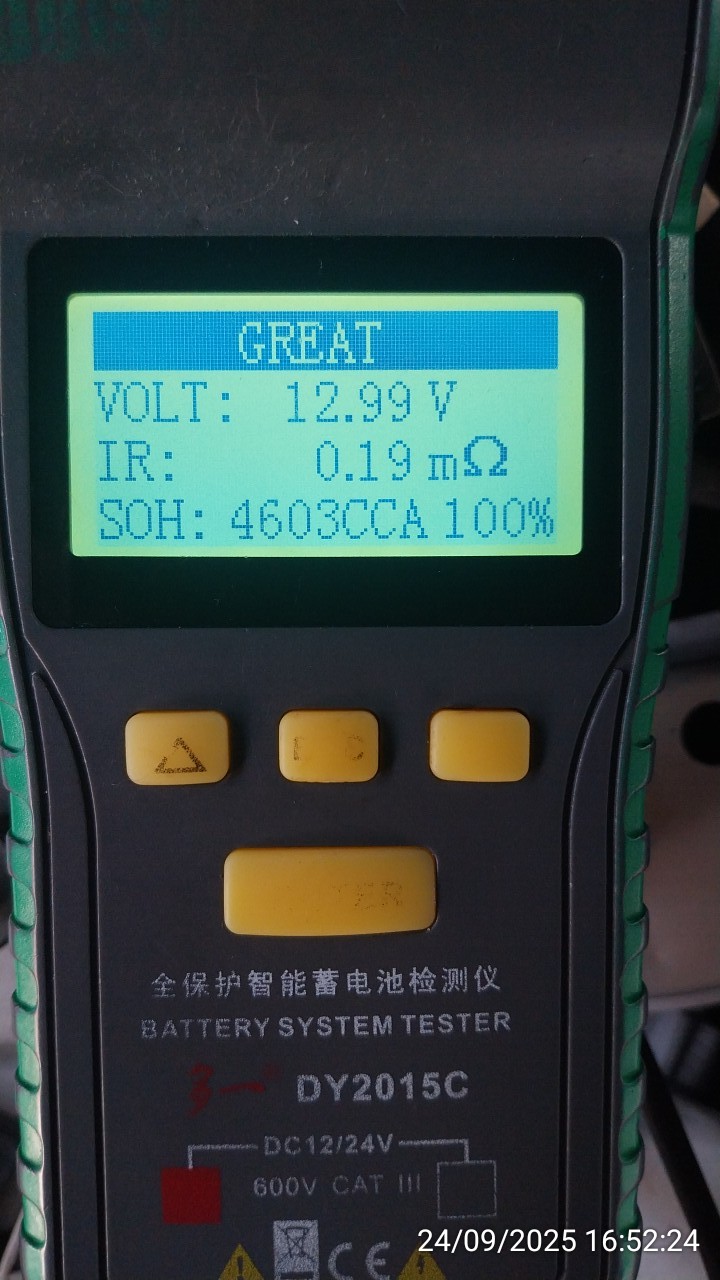 GREAT
VOLT: 12.99 V
IR: 0.19 mΩ
SOH: 4603CCA 100%
全保护智能蓄电池检测仪
BATTERY SYSTEM TESTER
DY2015C
DC12/24V
600V CAT III
CE
24/09/2025 16:52:24